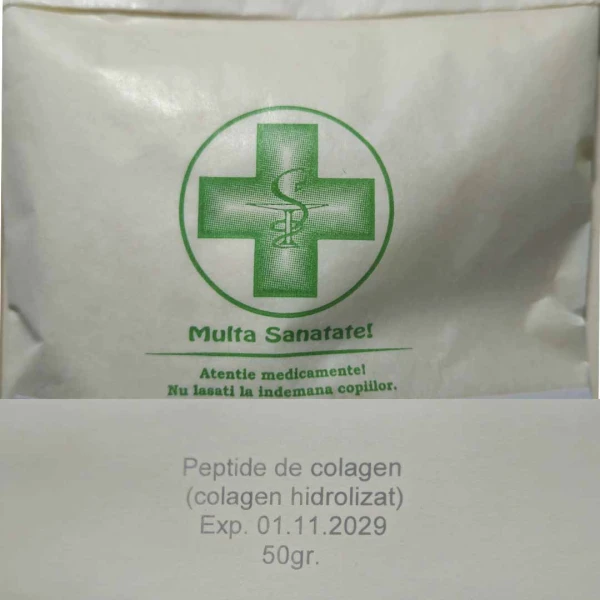 Multa Sanatate!
Atentie medicamente!
Nu lasati la indemana copiilor.
Peptide de colagen
(colagen hidrolizat)
Exp. 01.11.2029
50gr.